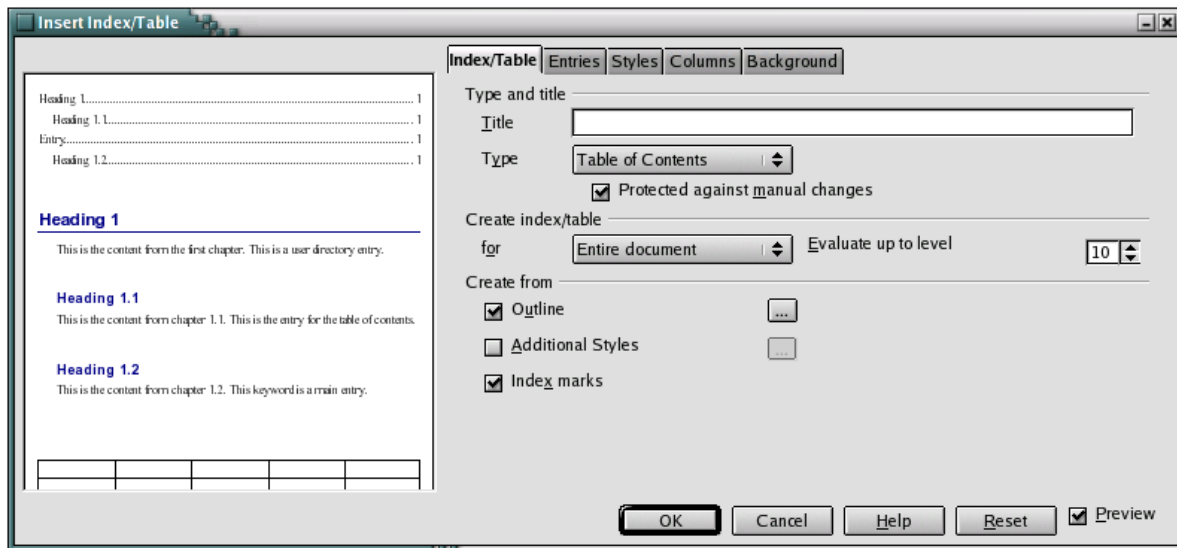 Insert Index/Table
Index/Table Entries Styles Columns Background
Heading 1........................................................................................................ 1
Heading 1.1................................................................................................ 1
Entry............................................................................................................. 1
Heading 1.2................................................................................................ 1
Heading 1
This is the content from the first chapter. This is a user directory entry.
Heading 1.1
This is the content from chapter 1.1. This is the entry for the table of contents.
Heading 1.2
This is the content from chapter 1.2. This keyword is a main entry.
Type and title
Title
Type Table of Contents
Protected against manual changes
Create index/table
for Entire document Evaluate up to level 10
Create from
Outline ...
Additional Styles ...
Index marks
OK Cancel Help Reset Preview